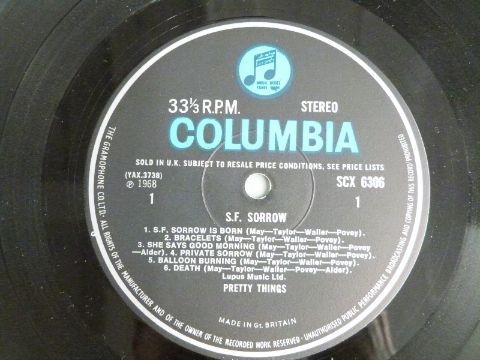 MUSIC NOTES
TRADE MARK
33⅓ R.P.M. STEREO
COLUMBIA
SOLD IN U.K. SUBJECT TO RESALE PRICE CONDITIONS, SEE PRICE LISTS
(YAX.3738) SCX 6306
℗ 1968
1 1
S.F. SORROW
1. S.F. SORROW IS BORN (May—Taylor—Waller—Povey).
2. BRACELETS (May—Taylor—Waller—Povey).
3. SHE SAYS GOOD MORNING (May—Taylor—Waller—Povey—
Alder). 4. PRIVATE SORROW (May—Taylor—Waller—Povey).
5. BALLOON BURNING (May—Taylor—Waller—Povey).
6. DEATH (May—Taylor—Waller—Povey—Alder)
Lupus Music Ltd.
PRETTY THINGS
MADE IN Gt. BRITAIN
THE GRAMOPHONE CO. LTD. ALL RIGHTS OF THE MANUFACTURER AND OF THE OWNER OF THE RECORDED WORK RESERVED. UNAUTHORISED PUBLIC PERFORMANCE BROADCASTING AND COPYING OF THIS RECORD PROHIBITED